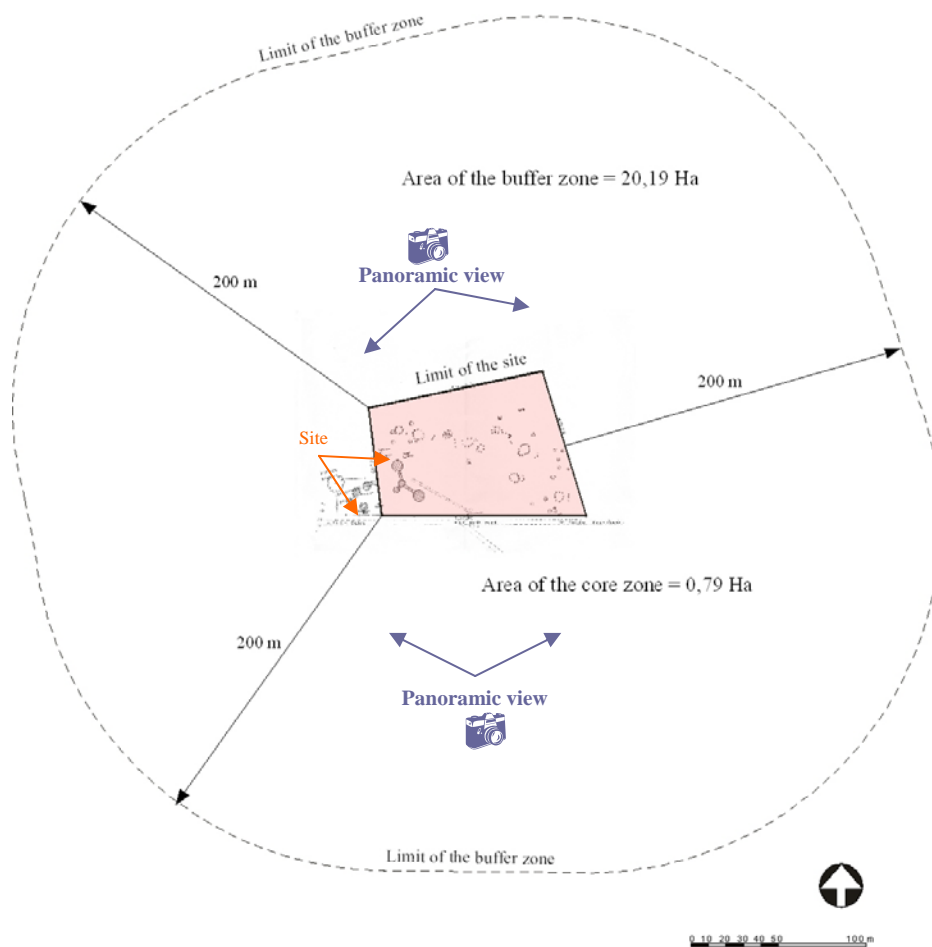 Limit of the buffer zone
Area of the buffer zone = 20,19 Ha
Panoramic view
200 m
Limit of the site
200 m
Site
Area of the core zone = 0,79 Ha
200 m
Panoramic view
Limit of the buffer zone
0 10 20 30 40 50 100 m